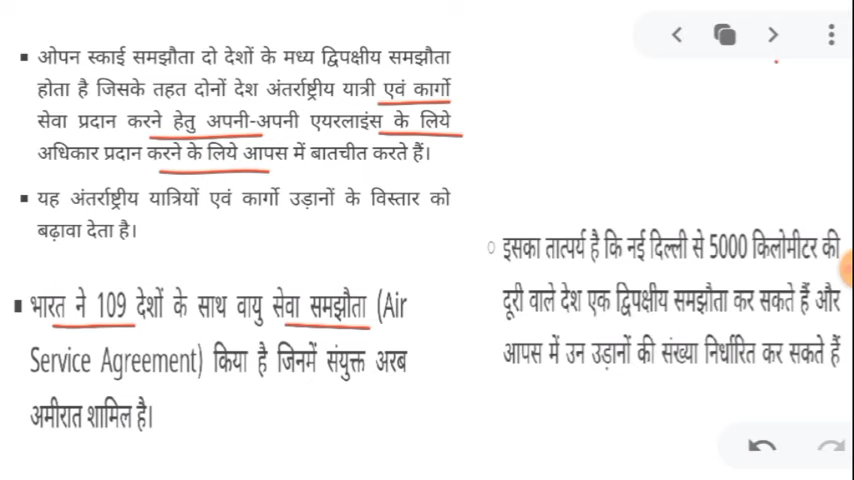 ▪ ओपन स्काई समझौता दो देशों के मध्य द्विपक्षीय समझौता
होता है जिसके तहत दोनों देश अंतर्राष्ट्रीय यात्री एवं कार्गो
सेवा प्रदान करने हेतु अपनी-अपनी एयरलाइंस के लिये
अधिकार प्रदान करने के लिये आपस में बातचीत करते हैं।
▪ यह अंतर्राष्ट्रीय यात्रियों एवं कार्गो उड़ानों के विस्तार को
बढ़ावा देता है।
▪ भारत ने 109 देशों के साथ वायु सेवा समझौता (Air
Service Agreement) किया है जिनमें संयुक्त अरब
अमीरात शामिल है।
○ इसका तात्पर्य है कि नई दिल्ली से 5000 किलोमीटर की
दूरी वाले देश एक द्विपक्षीय समझौता कर सकते हैं और
आपस में उन उड़ानों की संख्या निर्धारित कर सकते हैं